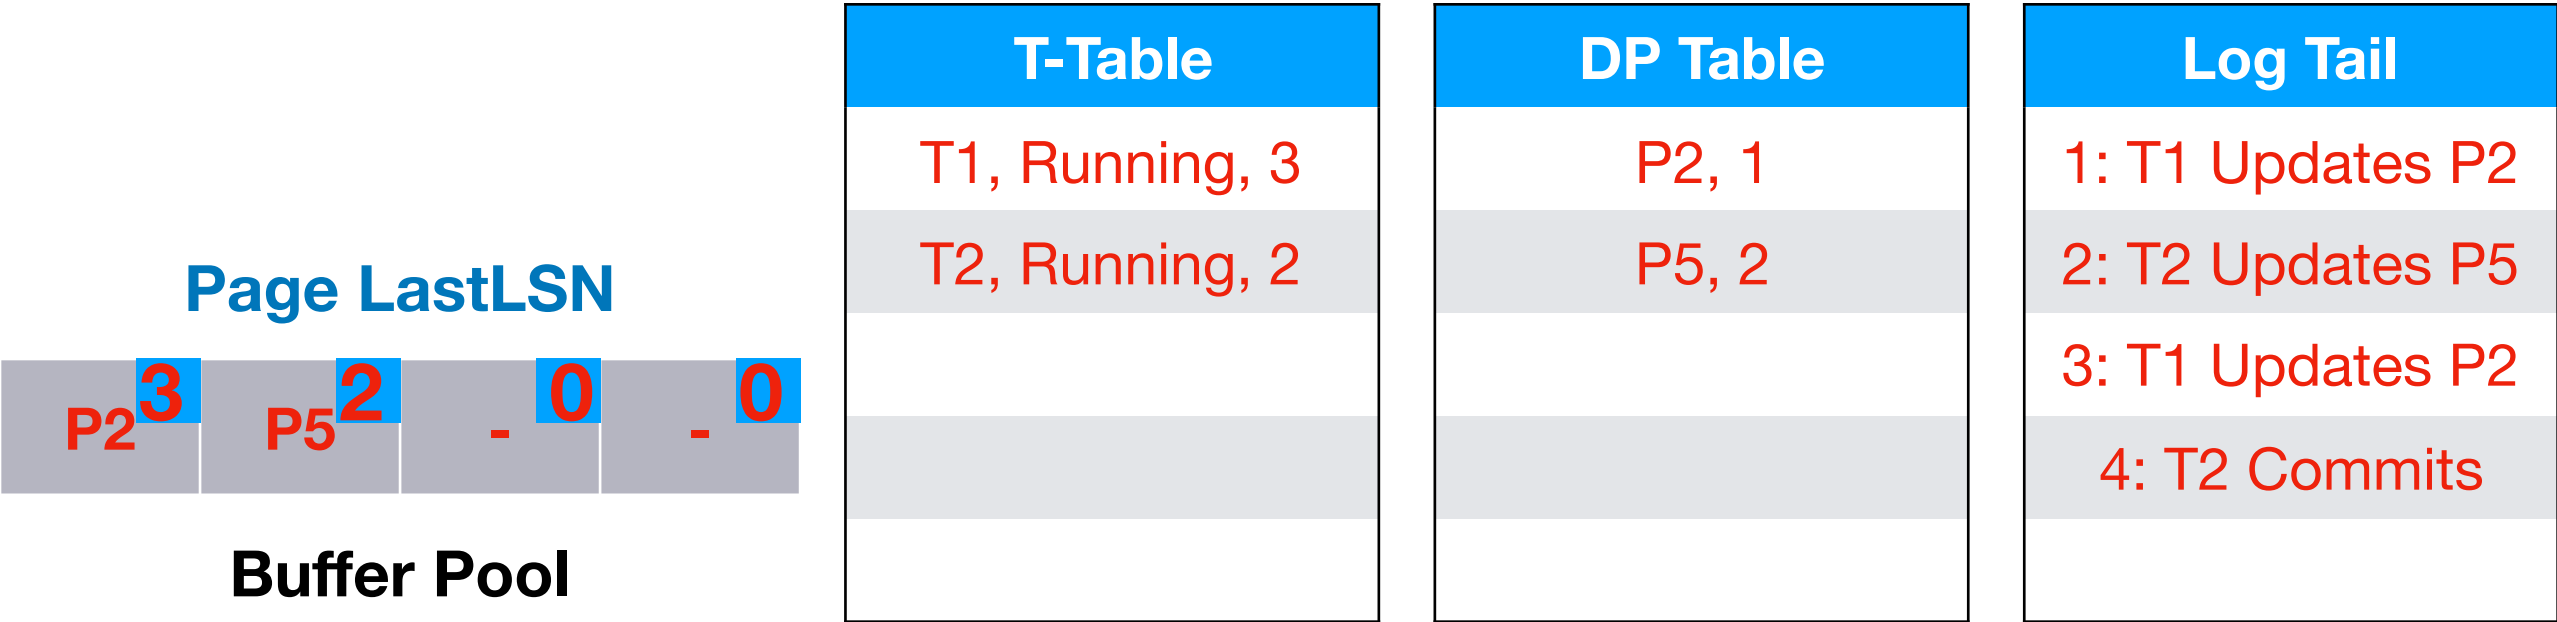 Page LastLSN
P2 3
P5 2
- 0
- 0
Buffer Pool
T-Table
T1, Running, 3
T2, Running, 2
DP Table
P2, 1
P5, 2
Log Tail
1: T1 Updates P2
2: T2 Updates P5
3: T1 Updates P2
4: T2 Commits